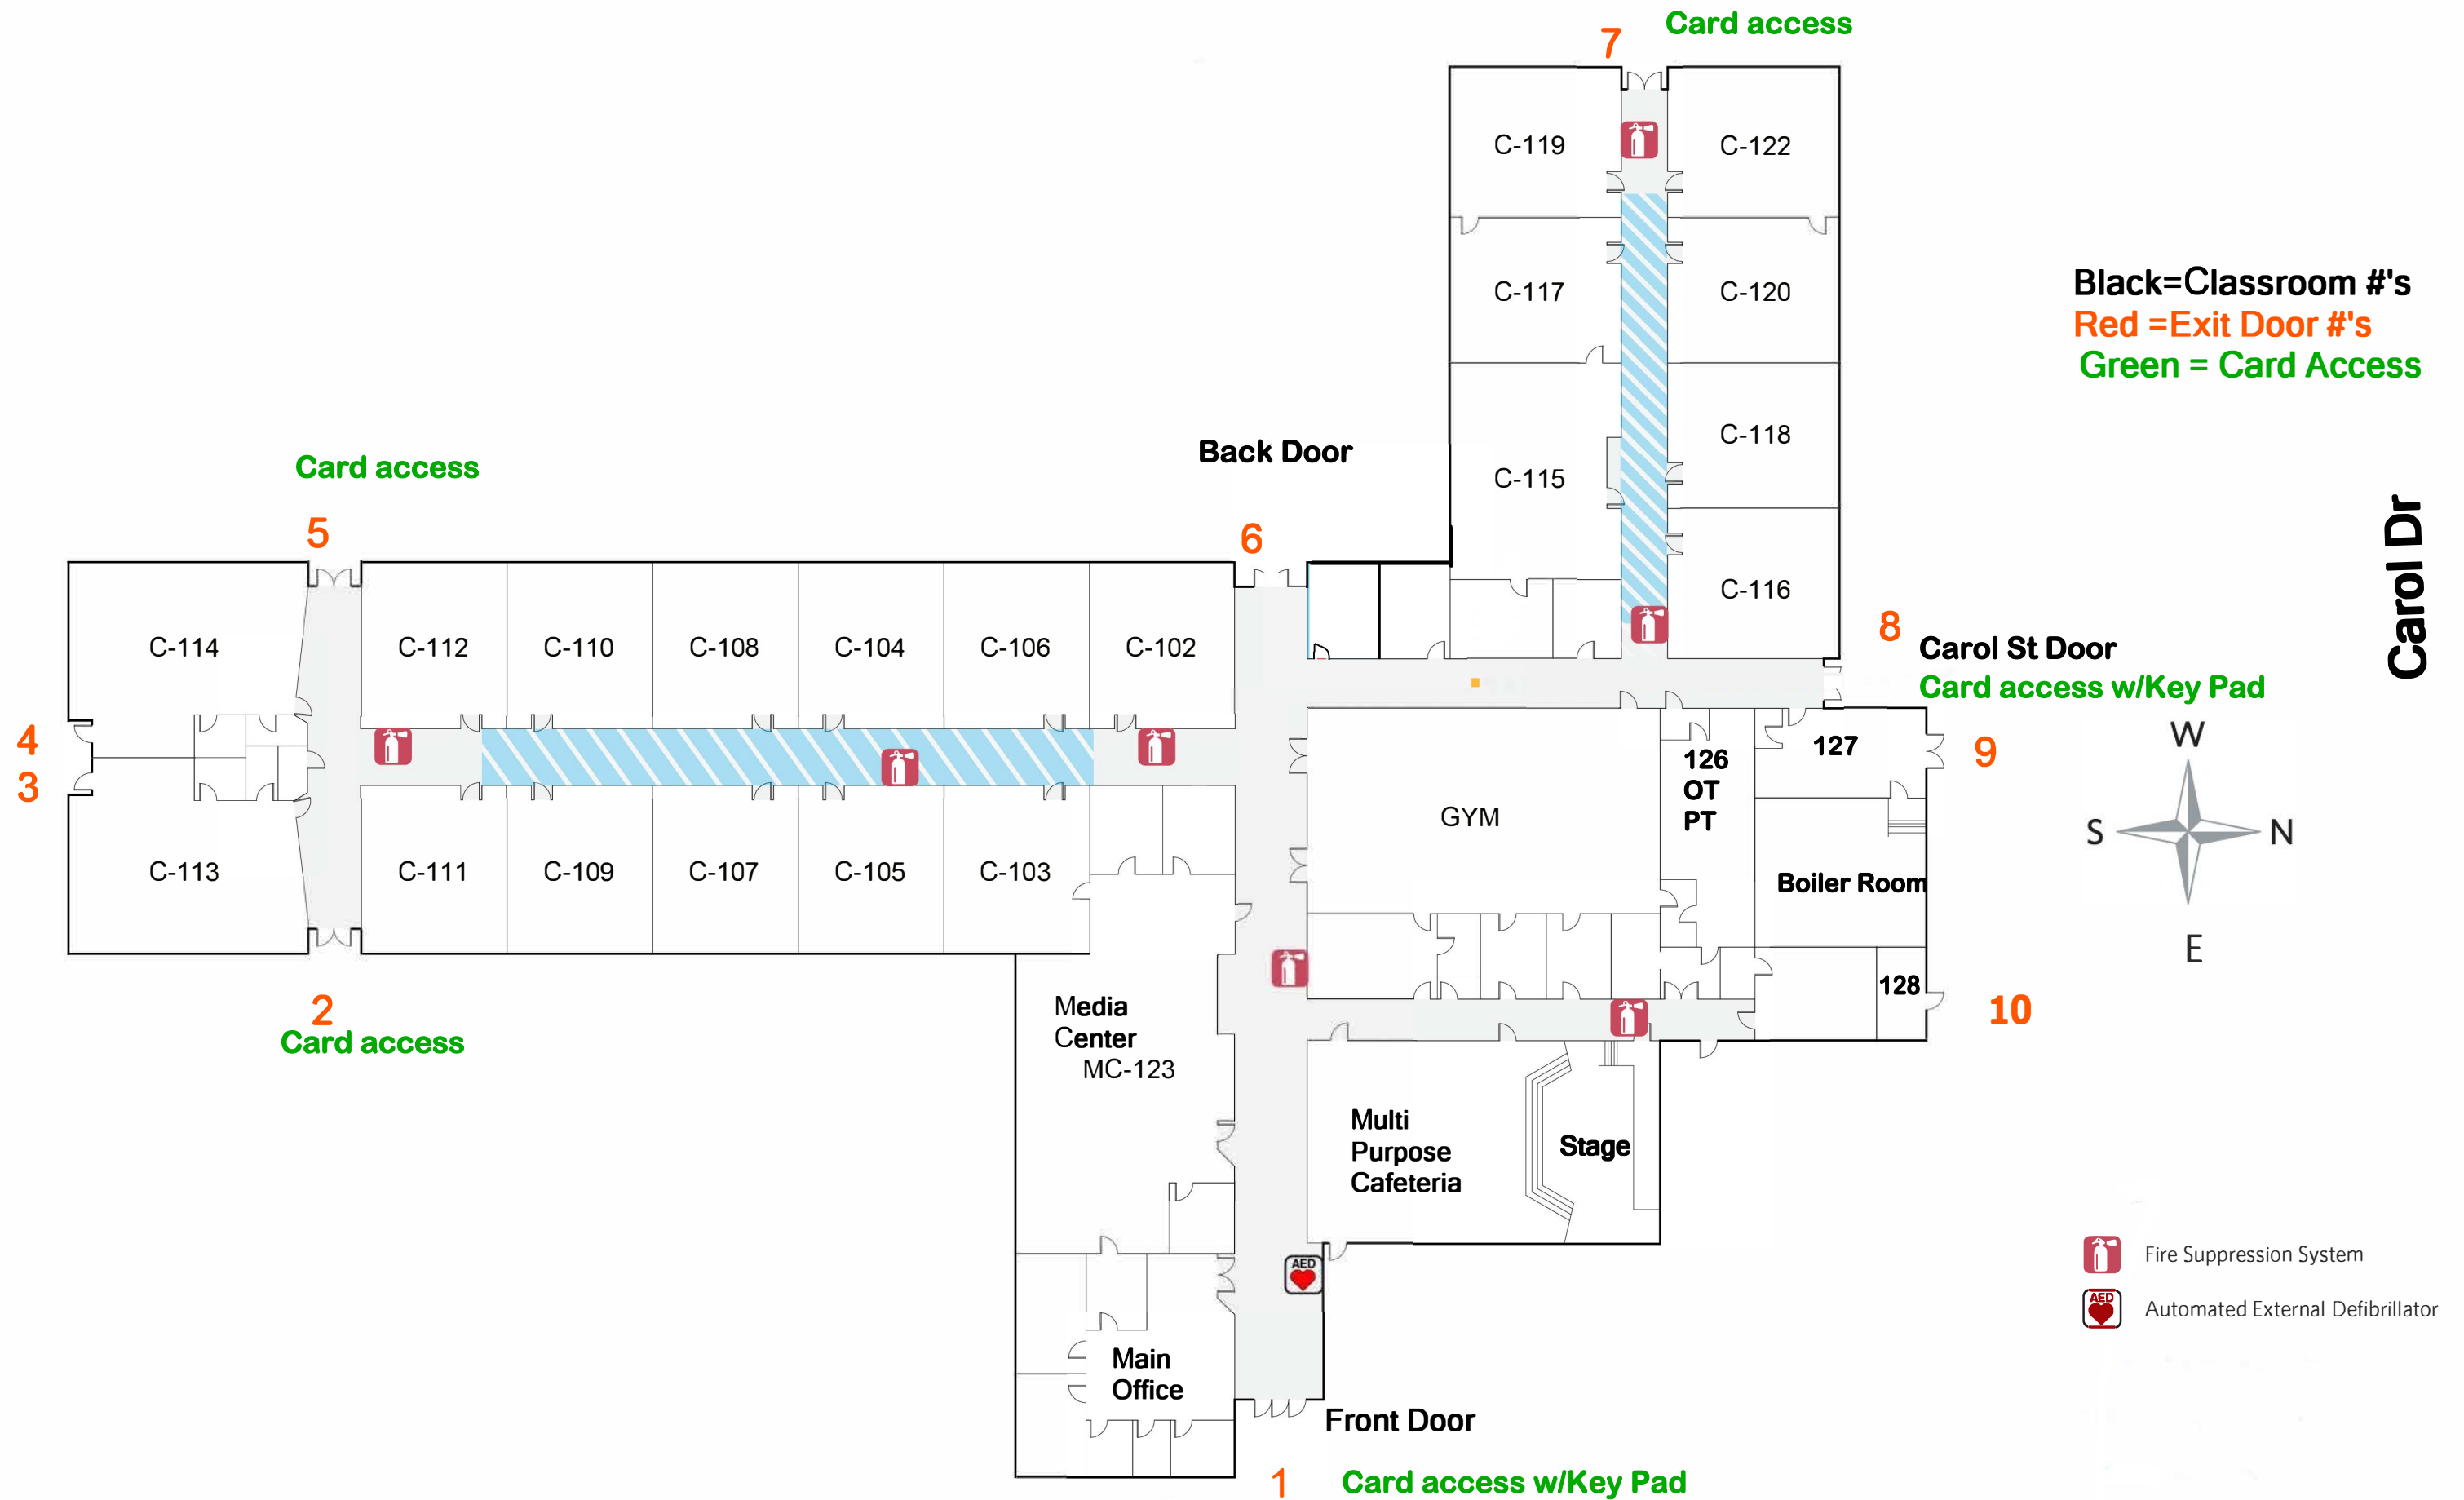 Card access
7
C-119
C-122
C-117
C-120
Black=Classroom #'s
Red =Exit Door #'s
Green = Card Access
C-118
C-115
C-116
Back Door
Card access
5
6
8
Carol St Door
Card access w/Key Pad
Carol Dr
C-114
C-112
C-110
C-108
C-104
C-106
C-102
4
3
126
OT
PT
127
9
W
S
N
E
GYM
Boiler Room
C-113
C-111
C-109
C-107
C-105
C-103
128
10
2
Card access
Media
Center
MC-123
Multi
Purpose
Cafeteria
Stage
AED
Main
Office
Front Door
1
Card access w/Key Pad
Fire Suppression System
AED
Automated External Defibrillator